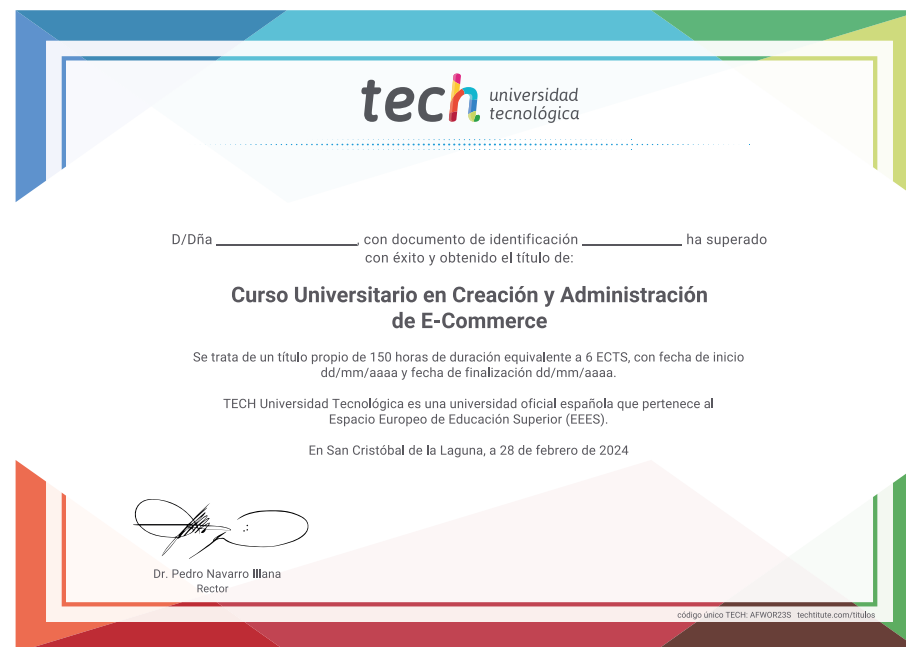 tech universidad
tecnológica
D/Dña ________________, con documento de identificación ____________ ha superado
con éxito y obtenido el título de:
Curso Universitario en Creación y Administración
de E-Commerce
Se trata de un título propio de 150 horas de duración equivalente a 6 ECTS, con fecha de inicio
dd/mm/aaaa y fecha de finalización dd/mm/aaaa.
TECH Universidad Tecnológica es una universidad oficial española que pertenece al
Espacio Europeo de Educación Superior (EEES).
En San Cristóbal de la Laguna, a 28 de febrero de 2024
Dr. Pedro Navarro Illana
Rector
código único TECH: AFWOR23S techtitute.com/titulos